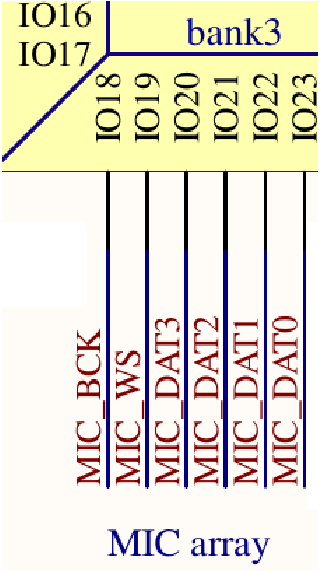 IO16
IO17
bank3
IO18
IO19
IO20
IO21
IO22
IO23
MIC_BCK
MIC_WS
MIC_DAT3
MIC_DAT2
MIC_DAT1
MIC_DAT0
MIC array